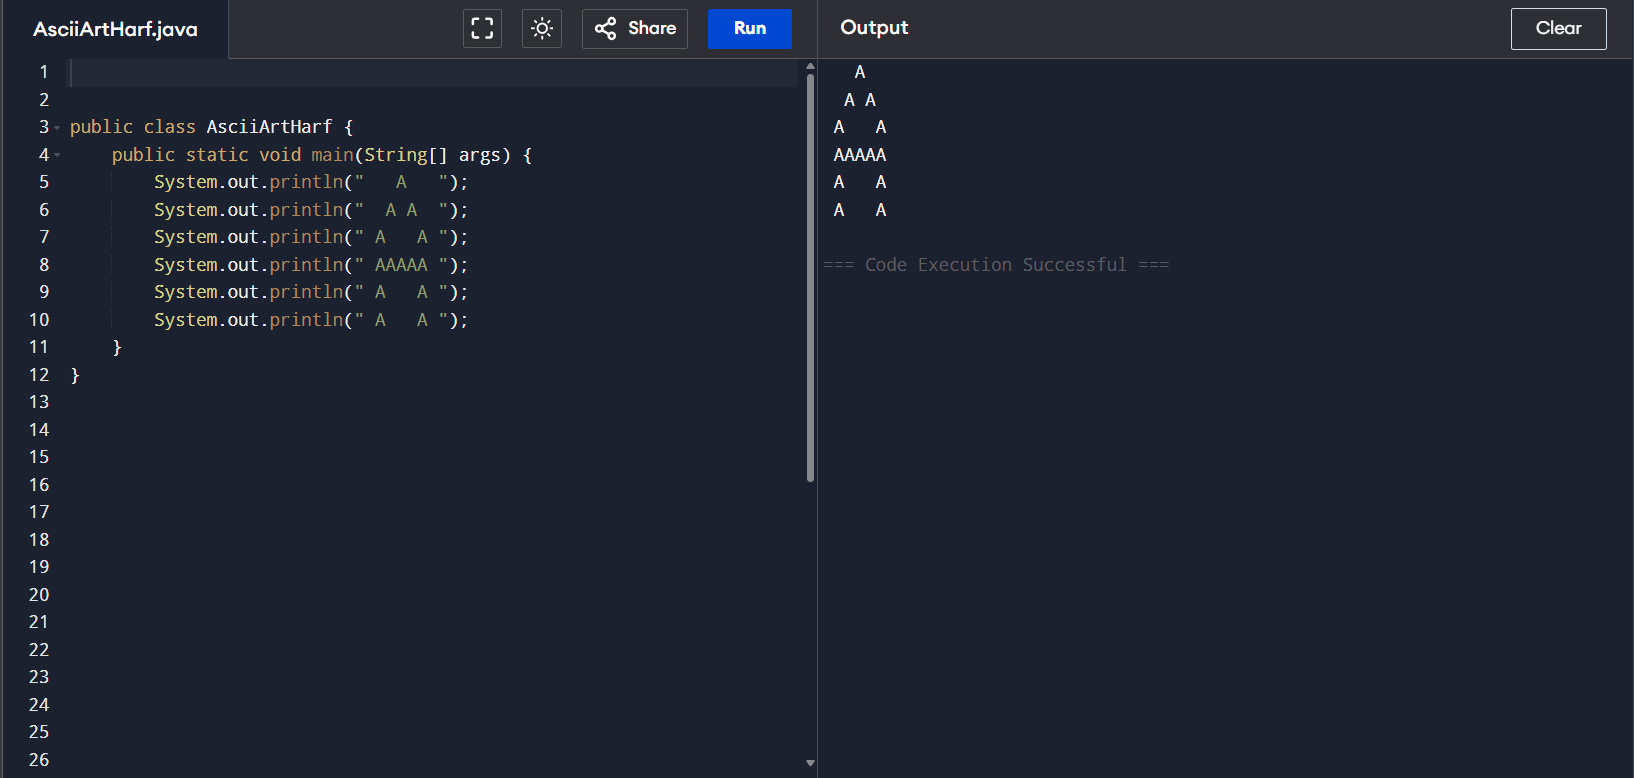 AsciiArtHarf.java Share Run Output Clear
1
2
3 public class AsciiArtHarf {
4     public static void main(String[] args) {
5         System.out.println("   A   ");
6         System.out.println("  A A  ");
7         System.out.println(" A   A ");
8         System.out.println(" AAAAA ");
9         System.out.println(" A   A ");
10         System.out.println(" A   A ");
11     }
12 }
13
14
15
16
17
18
19
20
21
22
23
24
25
26
   A
  A A
 A   A
 AAAAA
 A   A
 A   A
=== Code Execution Successful ===